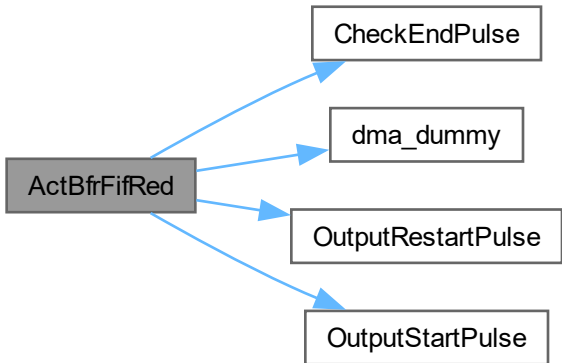 CheckEndPulse
dma_dummy
ActBfrFifRed
OutputRestartPulse
OutputStartPulse